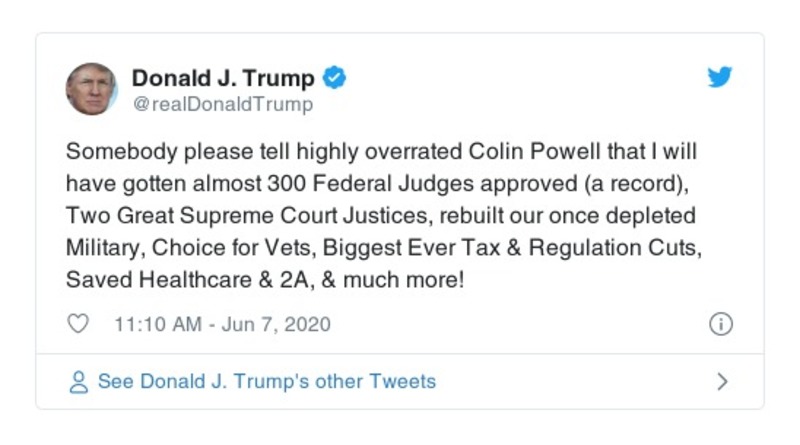 Donald J. Trump
@realDonaldTrump
Somebody please tell highly overrated Colin Powell that I will
have gotten almost 300 Federal Judges approved (a record),
Two Great Supreme Court Justices, rebuilt our once depleted
Military, Choice for Vets, Biggest Ever Tax & Regulation Cuts,
Saved Healthcare & 2A, & much more!
11:10 AM - Jun 7, 2020
See Donald J. Trump's other Tweets